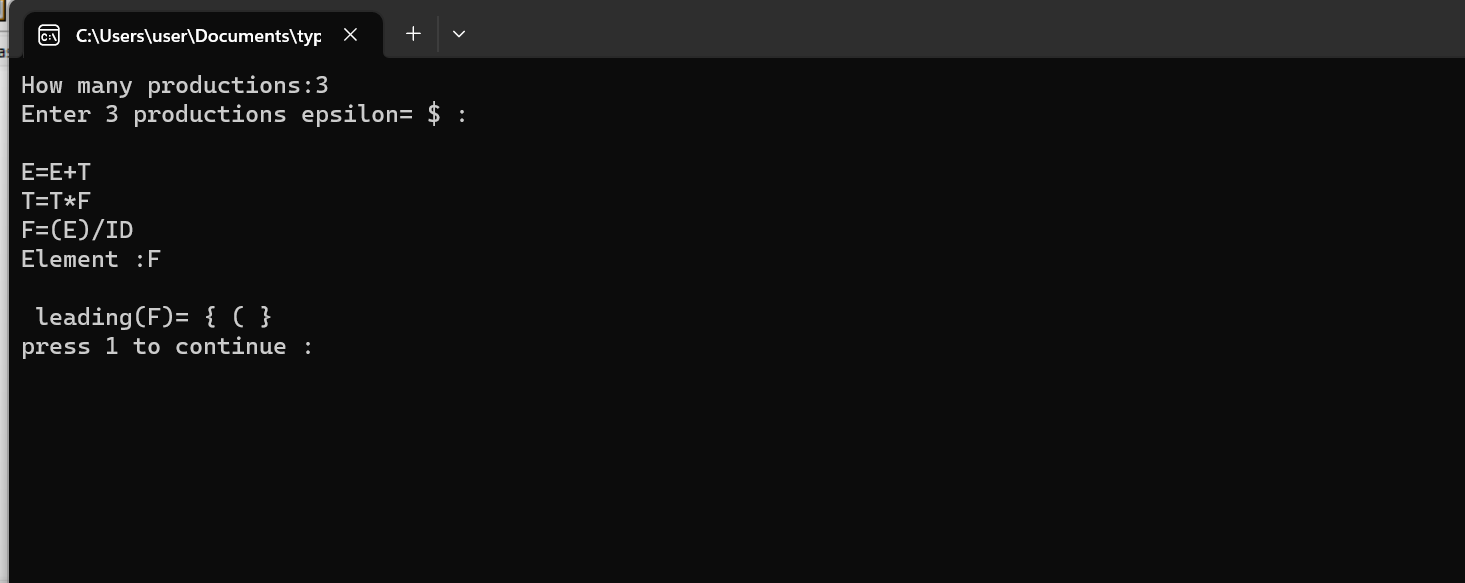 C:\Users\user\Documents\typ
How many productions:3
Enter 3 productions epsilon= $ :
E=E+T
T=T*F
F=(E)/ID
Element :F
leading(F)= { ( }
press 1 to continue :